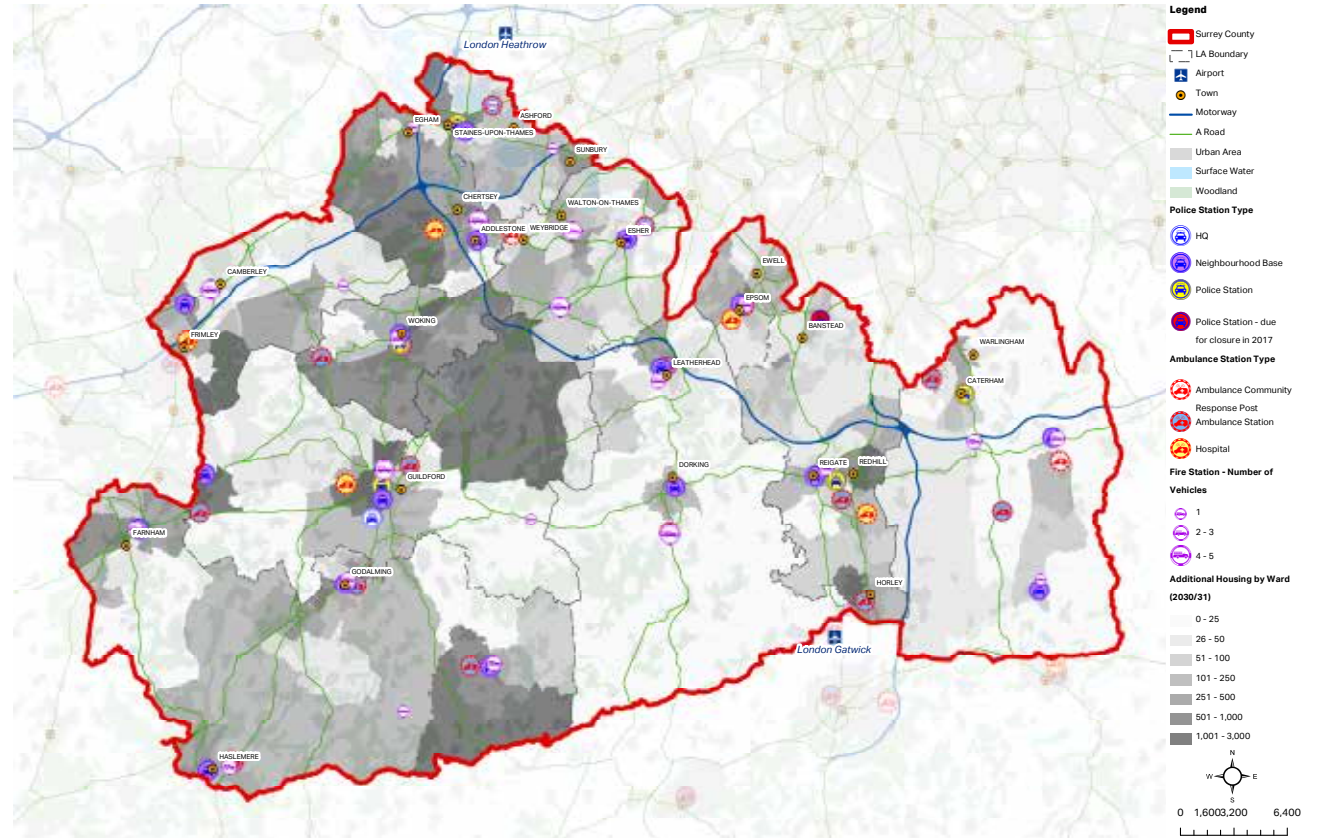 Legend
Surrey County
LA Boundary
Airport
Town
Motorway
A Road
Urban Area
Surface Water
Woodland
Police Station Type
HQ
Neighbourhood Base
Police Station
Police Station - due
for closure in 2017
Ambulance Station Type
Ambulance Community
Response Post
Ambulance Station
Hospital
Fire Station - Number of
Vehicles
1
2 - 3
4 - 5
Additional Housing by Ward
(2030/31)
0 - 25
26 - 50
51 - 100
101 - 250
251 - 500
501 - 1,000
1,001 - 3,000
N
W E
S
0 1,600 3,200 6,400
London Heathrow
EGHAM
ASHFORD
STAINES-UPON-THAMES
SUNBURY
CHERTSEY
WALTON-ON-THAMES
ADDLESTONE
WEYBRIDGE
ESHER
CAMBERLEY
EWELL
EPSOM
BANSTEAD
FRIMLEY
WOKING
LEATHERHEAD
WARLINGHAM
CATERHAM
GUILDFORD
DORKING
REIGATE
REDHILL
FARNHAM
GODALMING
HORLEY
London Gatwick
HASLEMERE